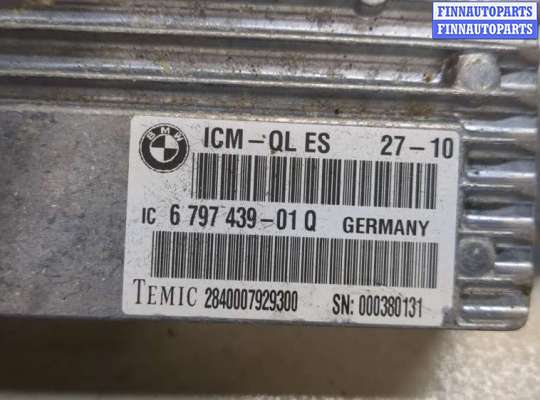 FINNAUTOPARTS
FINNAUTOPARTS
BMW
ICM-QL ES 27-10
IC 6 797 439-01 Q GERMANY
TEMIC 2840007929300 SN: 000380131